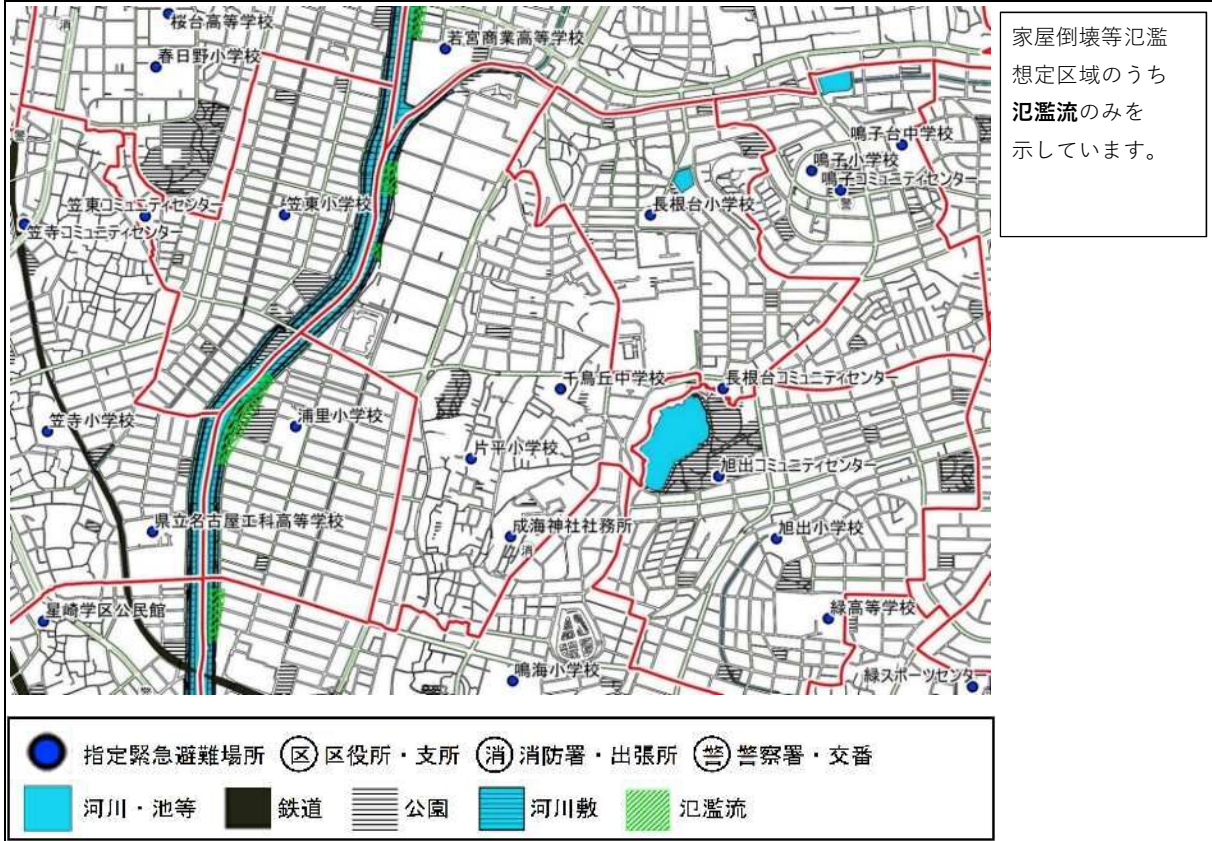 桜台高等学校
消
若宮商業高等学校
春日野小学校
警
鳴子台中学校
鳴子小学校
鳴子コミュニティセンター
警
笠東コミュニティセンター
笠東小学校
長根台小学校
笠寺コミュニティセンター
千鳥丘中学校
長根台コミュニティセンター
笠寺小学校
浦里小学校
片平小学校
旭出コミュニティセンター
県立名古屋工科高等学校
成海神社社務所
消
旭出小学校
星崎学区公民館
緑高等学校
鳴海小学校
緑スポーツセンター
警
家屋倒壊等氾濫
想定区域のうち
氾濫流のみを
示しています。
指定緊急避難場所 区 区役所・支所 消 消防署・出張所 警 警察署・交番
河川・池等 鉄道 公園 河川敷 氾濫流